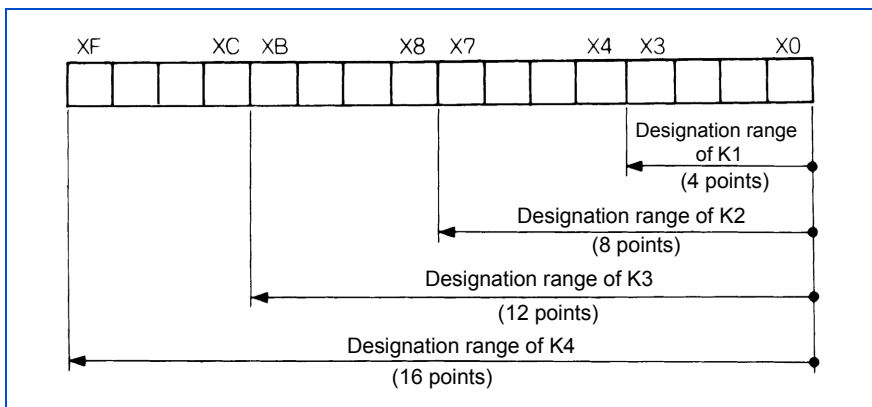 XF XC XB X8 X7 X4 X3 X0
Designation range
of K1
(4 points)
Designation range of K2
(8 points)
Designation range of K3
(12 points)
Designation range of K4
(16 points)